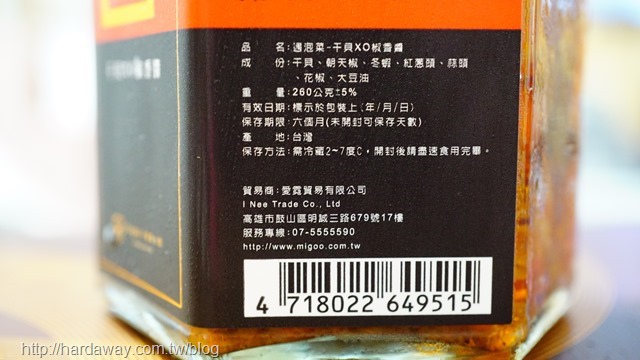 品　　名：邁泡菜-干貝XO椒香醬
成　　份：干貝、朝天椒、冬蝦、紅蔥頭、蒜頭
、花椒、大豆油
重　　量：260公克±5%
有效日期：標示於包裝上(年/月/日)
保存期限：六個月(未開封可保存天數)
產　　地：台灣
保存方法：需冷藏2~7度C，開封後請盡速食用完畢。
貿易商：愛霓貿易有限公司
I Nee Trade Co., Ltd
高雄市鼓山區明誠三路679號17樓
服務專線：07-5555590
http://www.migoo.com.tw
4 718022 649515
http://hardaway.com.tw/blog